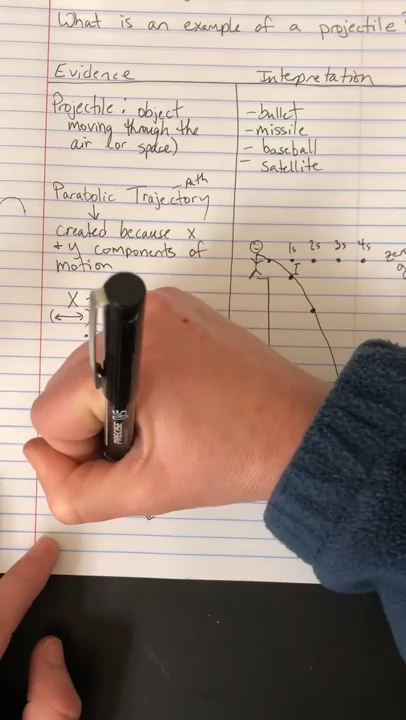 What is an example of a projectile?
Evidence
Interpretation
Projectile: object
moving through the
air (or space)
- bullet
- missile
- baseball
- satellite
Path
Parabolic Trajectory
created because x
+ y components of
motion
1s 2s 3s 4s
I
X
PRECISE V5